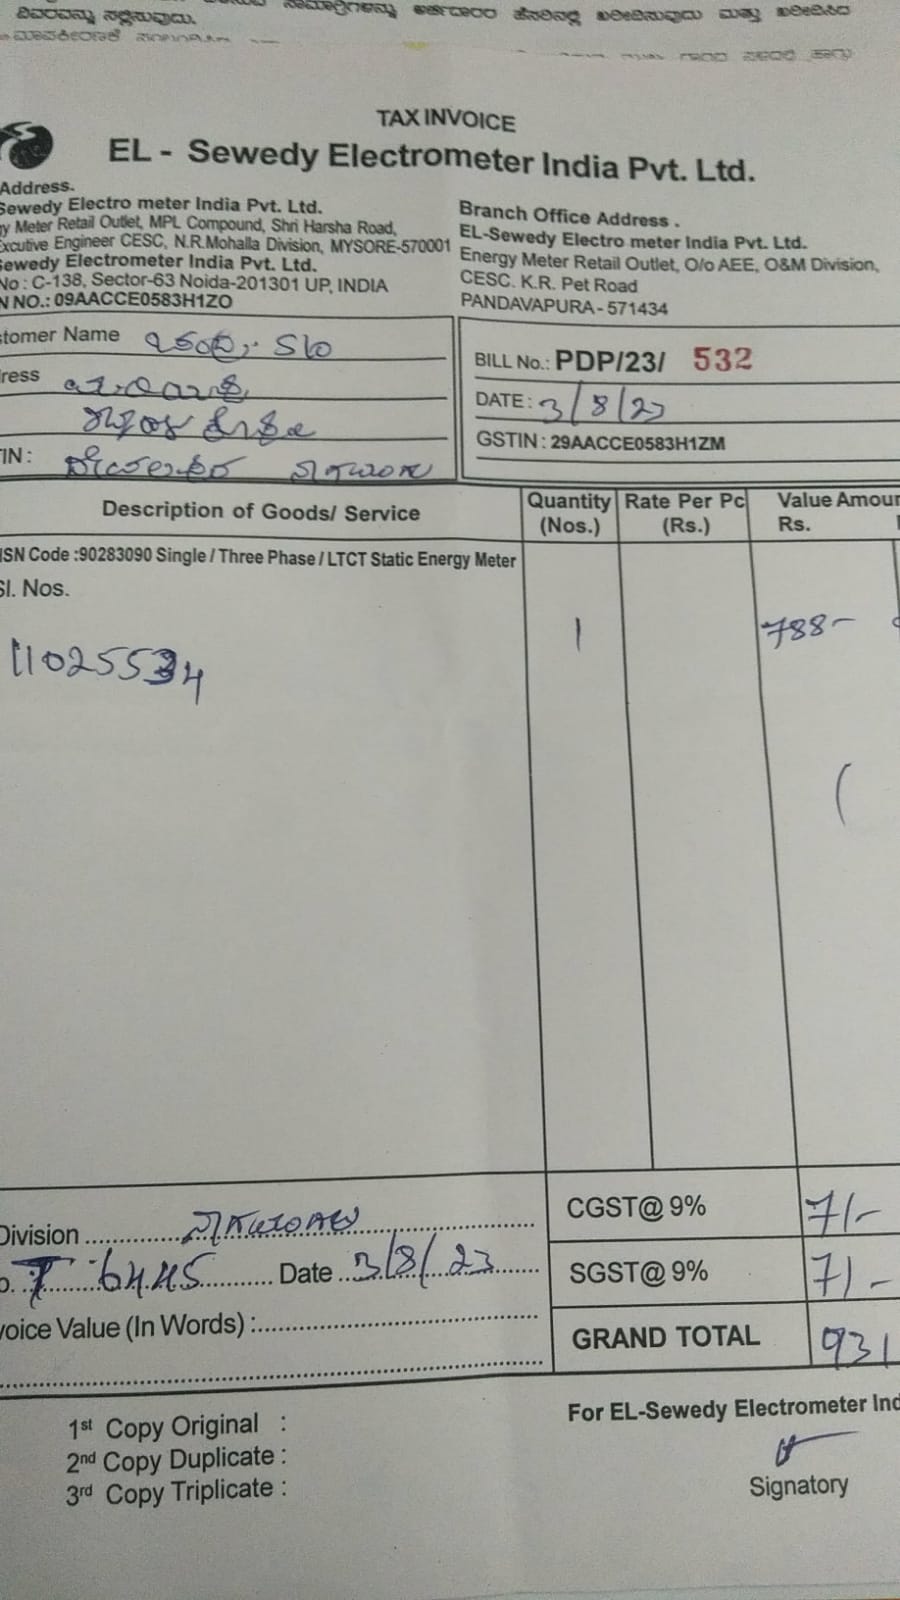 ವಿವರವನ್ನು ಸಲ್ಲಿಸುವುದು.
TAX INVOICE
EL - Sewedy Electrometer India Pvt. Ltd.
Address.
Sewedy Electro meter India Pvt. Ltd.
y Meter Retail Outlet, MPL Compound, Shri Harsha Road,
xcutive Engineer CESC, N.R.Mohalla Division, MYSORE-570001
Sewedy Electrometer India Pvt. Ltd.
No : C-138, Sector-63 Noida-201301 UP, INDIA
N NO.: 09AACCE0583H1ZO
Branch Office Address .
EL-Sewedy Electro meter India Pvt. Ltd.
Energy Meter Retail Outlet, O/o AEE, O&M Division,
CESC. K.R. Pet Road
PANDAVAPURA - 571434
stomer Name
ress
IN :
BILL No.: PDP/23/ 532
DATE : 3/8/23
GSTIN : 29AACCE0583H1ZM
Description of Goods/ Service
Quantity (Nos.)
Rate Per Pc (Rs.)
Value Amour Rs.
ISN Code :90283090 Single / Three Phase / LTCT Static Energy Meter
Sl. Nos.
11025534
1
788-
CGST@ 9% 71-
SGST@ 9% 71-
GRAND TOTAL 931
Division
o. 6445 Date 3/8/23
voice Value (In Words) :
1st Copy Original :
2nd Copy Duplicate :
3rd Copy Triplicate :
For EL-Sewedy Electrometer Ind
Signatory